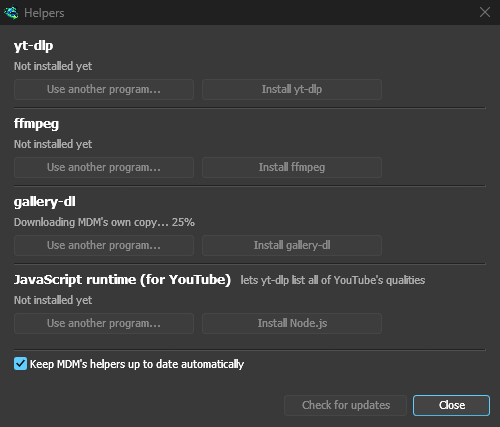 Helpers
yt-dlp
Not installed yet
Use another program... Install yt-dlp
ffmpeg
Not installed yet
Use another program... Install ffmpeg
gallery-dl
Downloading MDM's own copy... 25%
Use another program... Install gallery-dl
JavaScript runtime (for YouTube) lets yt-dlp list all of YouTube's qualities
Not installed yet
Use another program... Install Node.js
Keep MDM's helpers up to date automatically
Check for updates Close